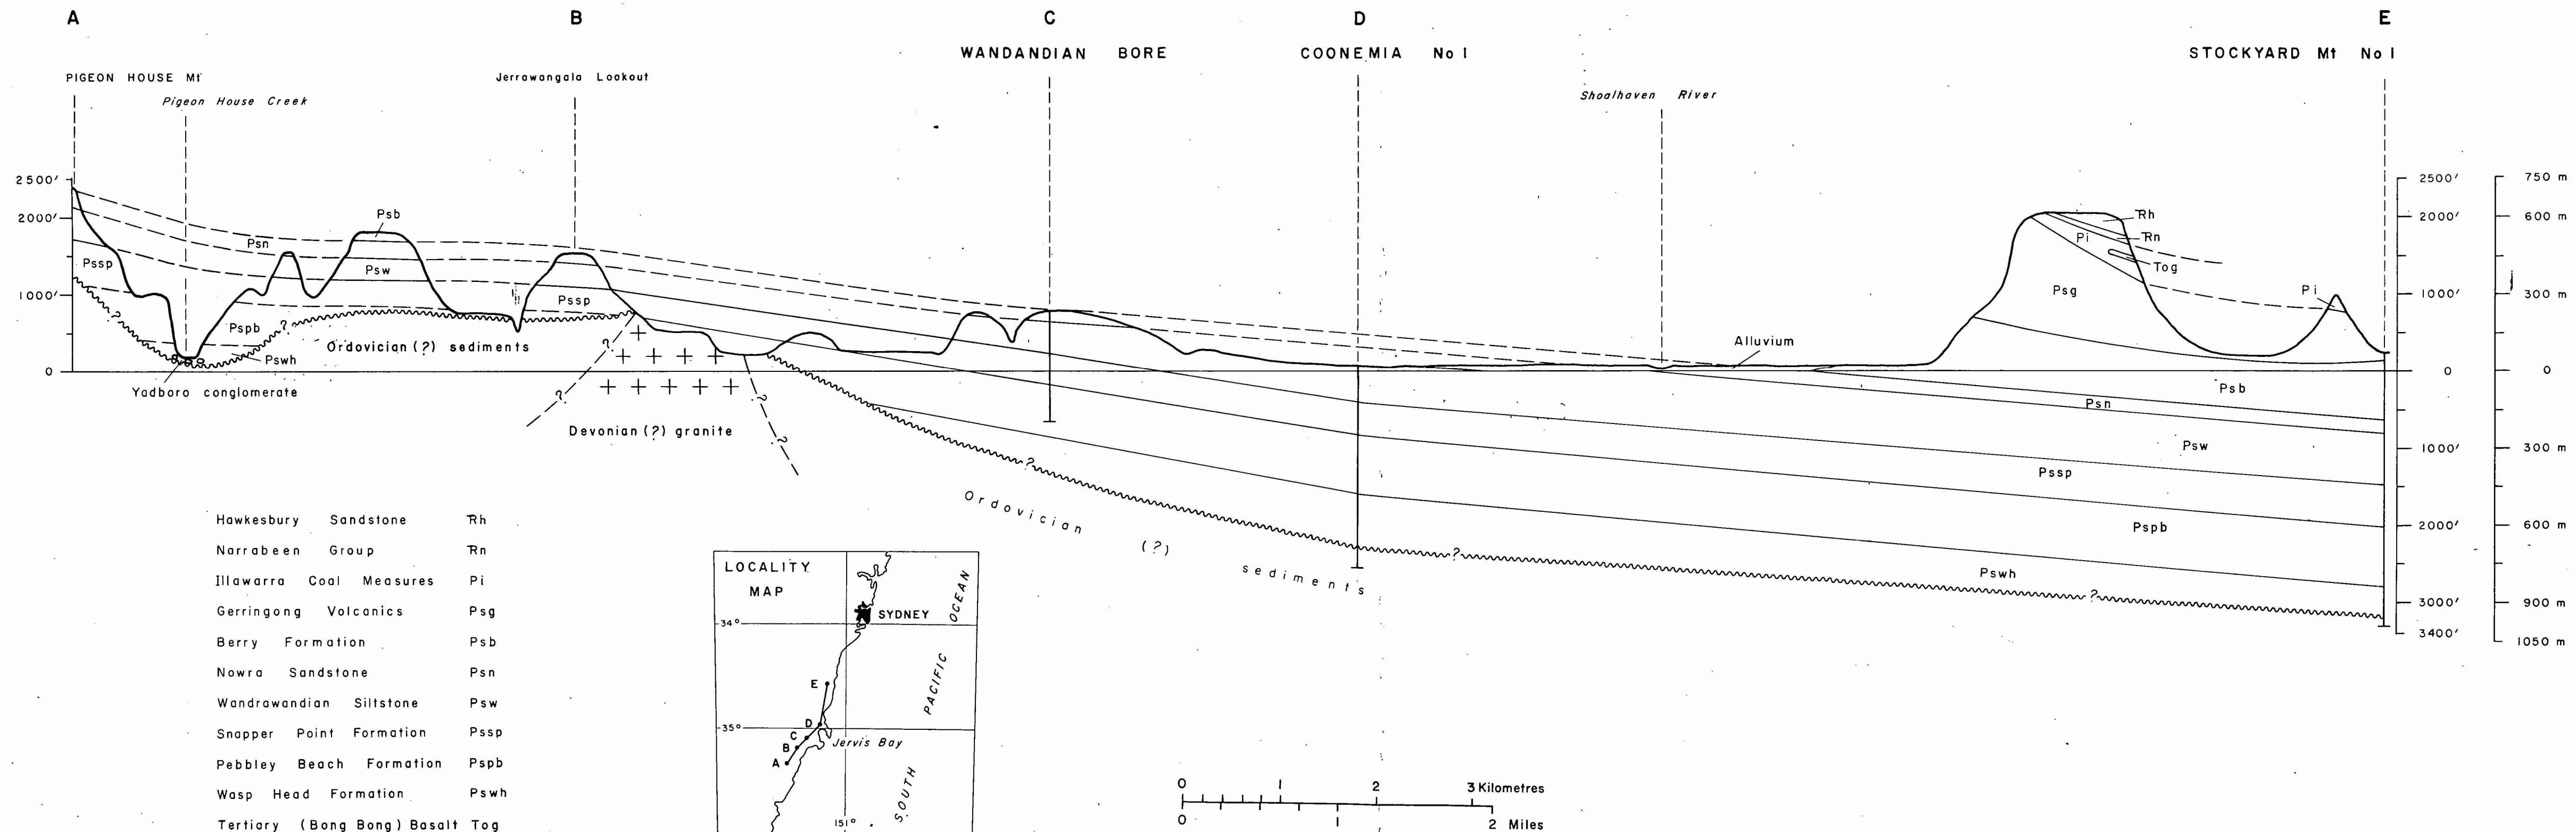 A B C D E
WANDANDIAN BORE COONEMIA No 1 STOCKYARD Mt No 1
PIGEON HOUSE Mt Jerrawangala Lookout
Pigeon House Creek Shoalhaven River
2500'
2000'
1000'
0
Psb
Psn
Psw
Pssp
Pssp
Pspb
Pswh
?
?
Ordovician (?) sediments
Yadboro conglomerate
?
?
?
?
Devonian (?) granite
?
Ordovician (?) sediments
?
?
Alluvium
Rh
Rn
Pi
Tog
Psg
Pi
Psb
Psn
Psw
Pssp
Pspb
Pswh
2500' 750 m
2000' 600 m
1000' 300 m
0 0
1000' 300 m
2000' 600 m
3000' 900 m
3400' 1050 m
Hawkesbury Sandstone Rh
Narrabeen Group Rn
Illawarra Coal Measures Pi
Gerringong Volcanics Psg
Berry Formation Psb
Nowra Sandstone Psn
Wandrawandian Siltstone Psw
Snapper Point Formation Pssp
Pebbley Beach Formation Pspb
Wasp Head Formation Pswh
Tertiary (Bong Bong) Basalt Tog
LOCALITY
MAP
SYDNEY
34°
35°
151°
E
D
C
B
A
Jervis Bay
SOUTH PACIFIC OCEAN
0 1 2 3 Kilometres
0 1 2 Miles